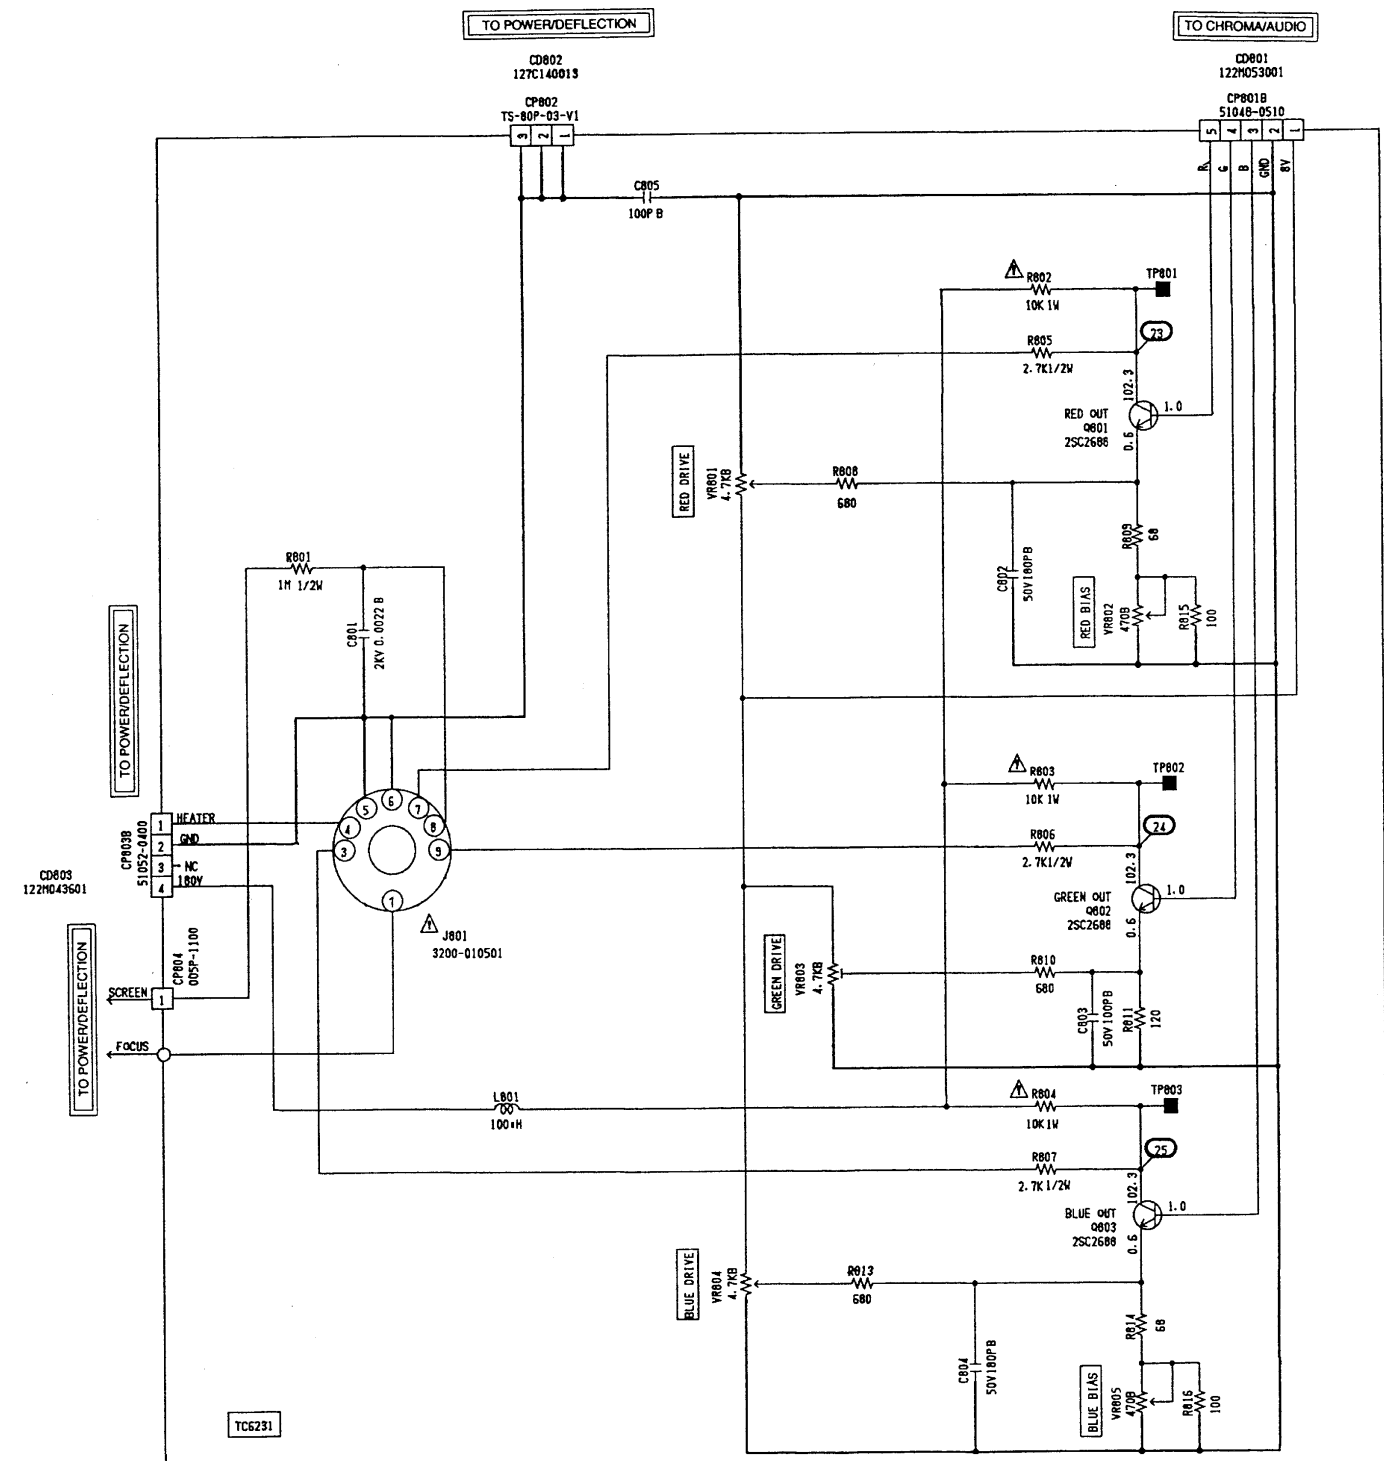 TO POWER/DEFLECTION
TO CHROMA/AUDIO
CD802
127C140013
CP802
TS-80P-03-V1
3 2 1
CD801
122M053001
CP801B
51048-0510
5 4 3 2 1
R
G
B
GND
8V
C805
100P B
R802
10K 1W
TP801
R805
2.7K1/2W
23
102.3
RED OUT
Q801
2SC2688
1.0
0.6
RED DRIVE
VR801
4.7KB
R808
680
R809
68
C802
50V180PB
RED BIAS
VR802
470B
R815
100
R801
1M 1/2W
C801
2KV 0.0022 B
TO POWER/DEFLECTION
CP803B
51052-0400
CD803
122M043601
1 HEATER
2 GND
3 NC
4 180V
5
6
7
4
8
3
9
1
J801
3200-010501
R803
10K 1W
TP802
R806
2.7K1/2W
24
102.3
GREEN OUT
Q802
2SC2688
1.0
0.6
GREEN DRIVE
VR803
4.7KB
R810
680
C803
50V100PB
R811
120
TO POWER/DEFLECTION
CP804
005P-1100
SCREEN
1
FOCUS
L801
100
R804
10K1W
TP803
R807
2.7K 1/2W
25
102.3
BLUE OUT
Q803
2SC2688
1.0
0.6
BLUE DRIVE
VR804
4.7KB
R813
680
R814
68
C804
50V180PB
BLUE BIAS
VR805
470B
R816
100
TC6231